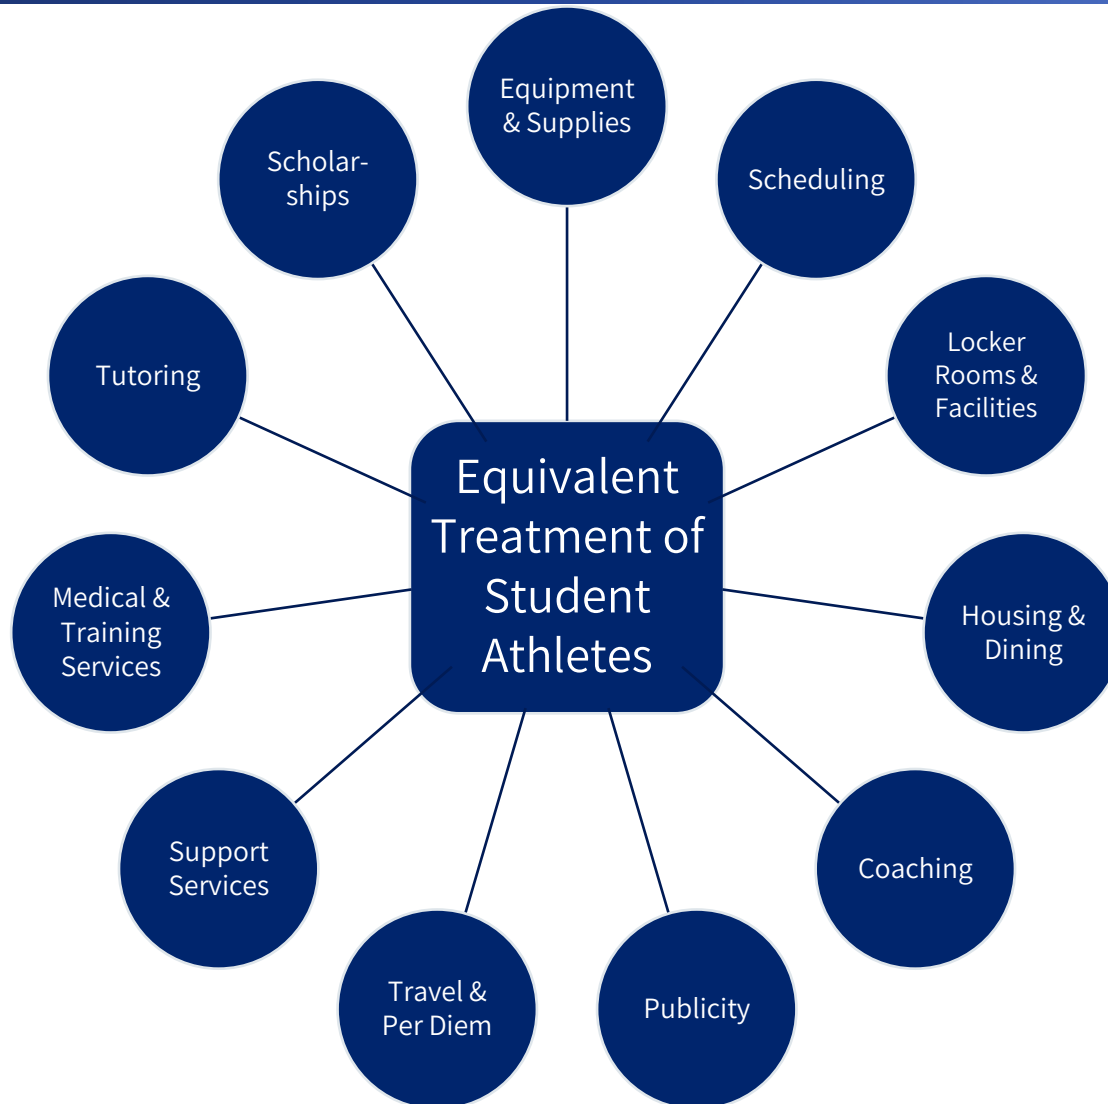 Equipment
& Supplies
Scheduling
Locker
Rooms &
Facilities
Housing &
Dining
Coaching
Publicity
Travel &
Per Diem
Support
Services
Medical &
Training
Services
Tutoring
Scholar-
ships
Equivalent
Treatment of
Student
Athletes